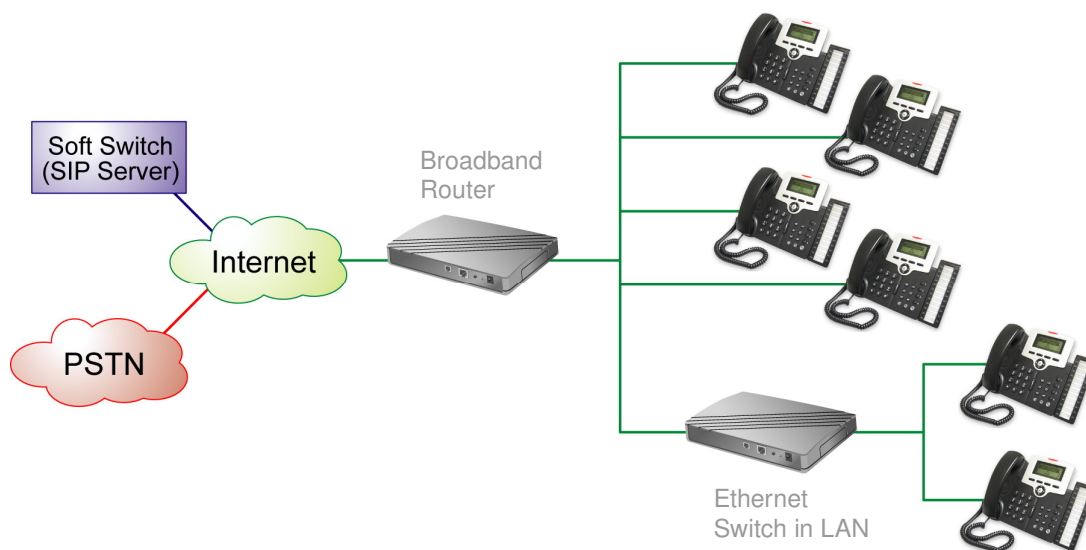 Soft Switch
(SIP Server)
Broadband
Router
Internet
PSTN
Ethernet
Switch in LAN